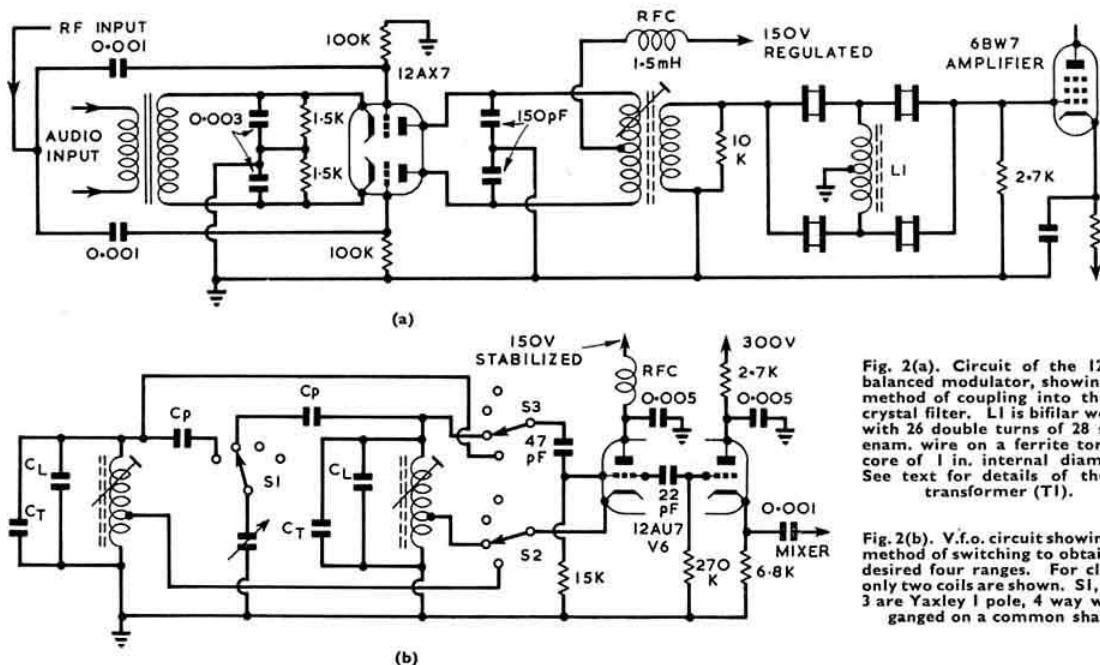 RF INPUT
0·001
100K
12AX7
RFC
1·5mH
150V
REGULATED
6BW7
AMPLIFIER
AUDIO
INPUT
0·003
1·5K
1·5K
150pF
10
K
L1
2·7K
0·001
100K
(a)
150V
STABILIZED
300V
RFC
2·7K
0·005
0·005
CP
CP
S3
47
PF
CL
S1
CL
CT
CT
22
PF
12AU7
V6
0·001
MIXER
S2
15K
270
K
6·8K
(b)
Fig. 2(a). Circuit of the 12
balanced modulator, showin
method of coupling into th
crystal filter. L1 is bifilar w
with 26 double turns of 28 s
enam. wire on a ferrite tor
core of 1 in. internal diam
See text for details of the
transformer (T1).
Fig. 2(b). V.f.o. circuit showin
method of switching to obtai
desired four ranges. For cl
only two coils are shown. S1,
3 are Yaxley 1 pole, 4 way w
ganged on a common sha